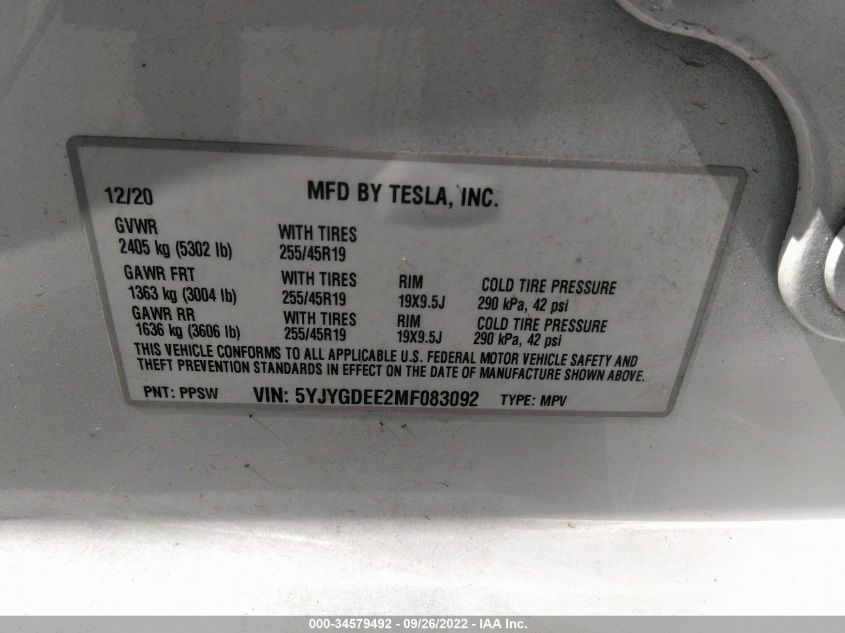 12/20 MFD BY TESLA, INC.
GVWR
2405 kg (5302 lb) WITH TIRES 255/45R19
GAWR FRT WITH TIRES RIM COLD TIRE PRESSURE
1363 kg (3004 lb) 255/45R19 19X9.5J 290 kPa, 42 psi
GAWR RR WITH TIRES RIM COLD TIRE PRESSURE
1636 kg (3606 lb) 255/45R19 19X9.5J 290 kPa, 42 psi
THIS VEHICLE CONFORMS TO ALL APPLICABLE U.S. FEDERAL MOTOR VEHICLE SAFETY AND
THEFT PREVENTION STANDARDS IN EFFECT ON THE DATE OF MANUFACTURE SHOWN ABOVE.
PNT: PPSW VIN: 5YJYGDEE2MF083092 TYPE: MPV
000-34579492 - 09/26/2022 - IAA Inc.